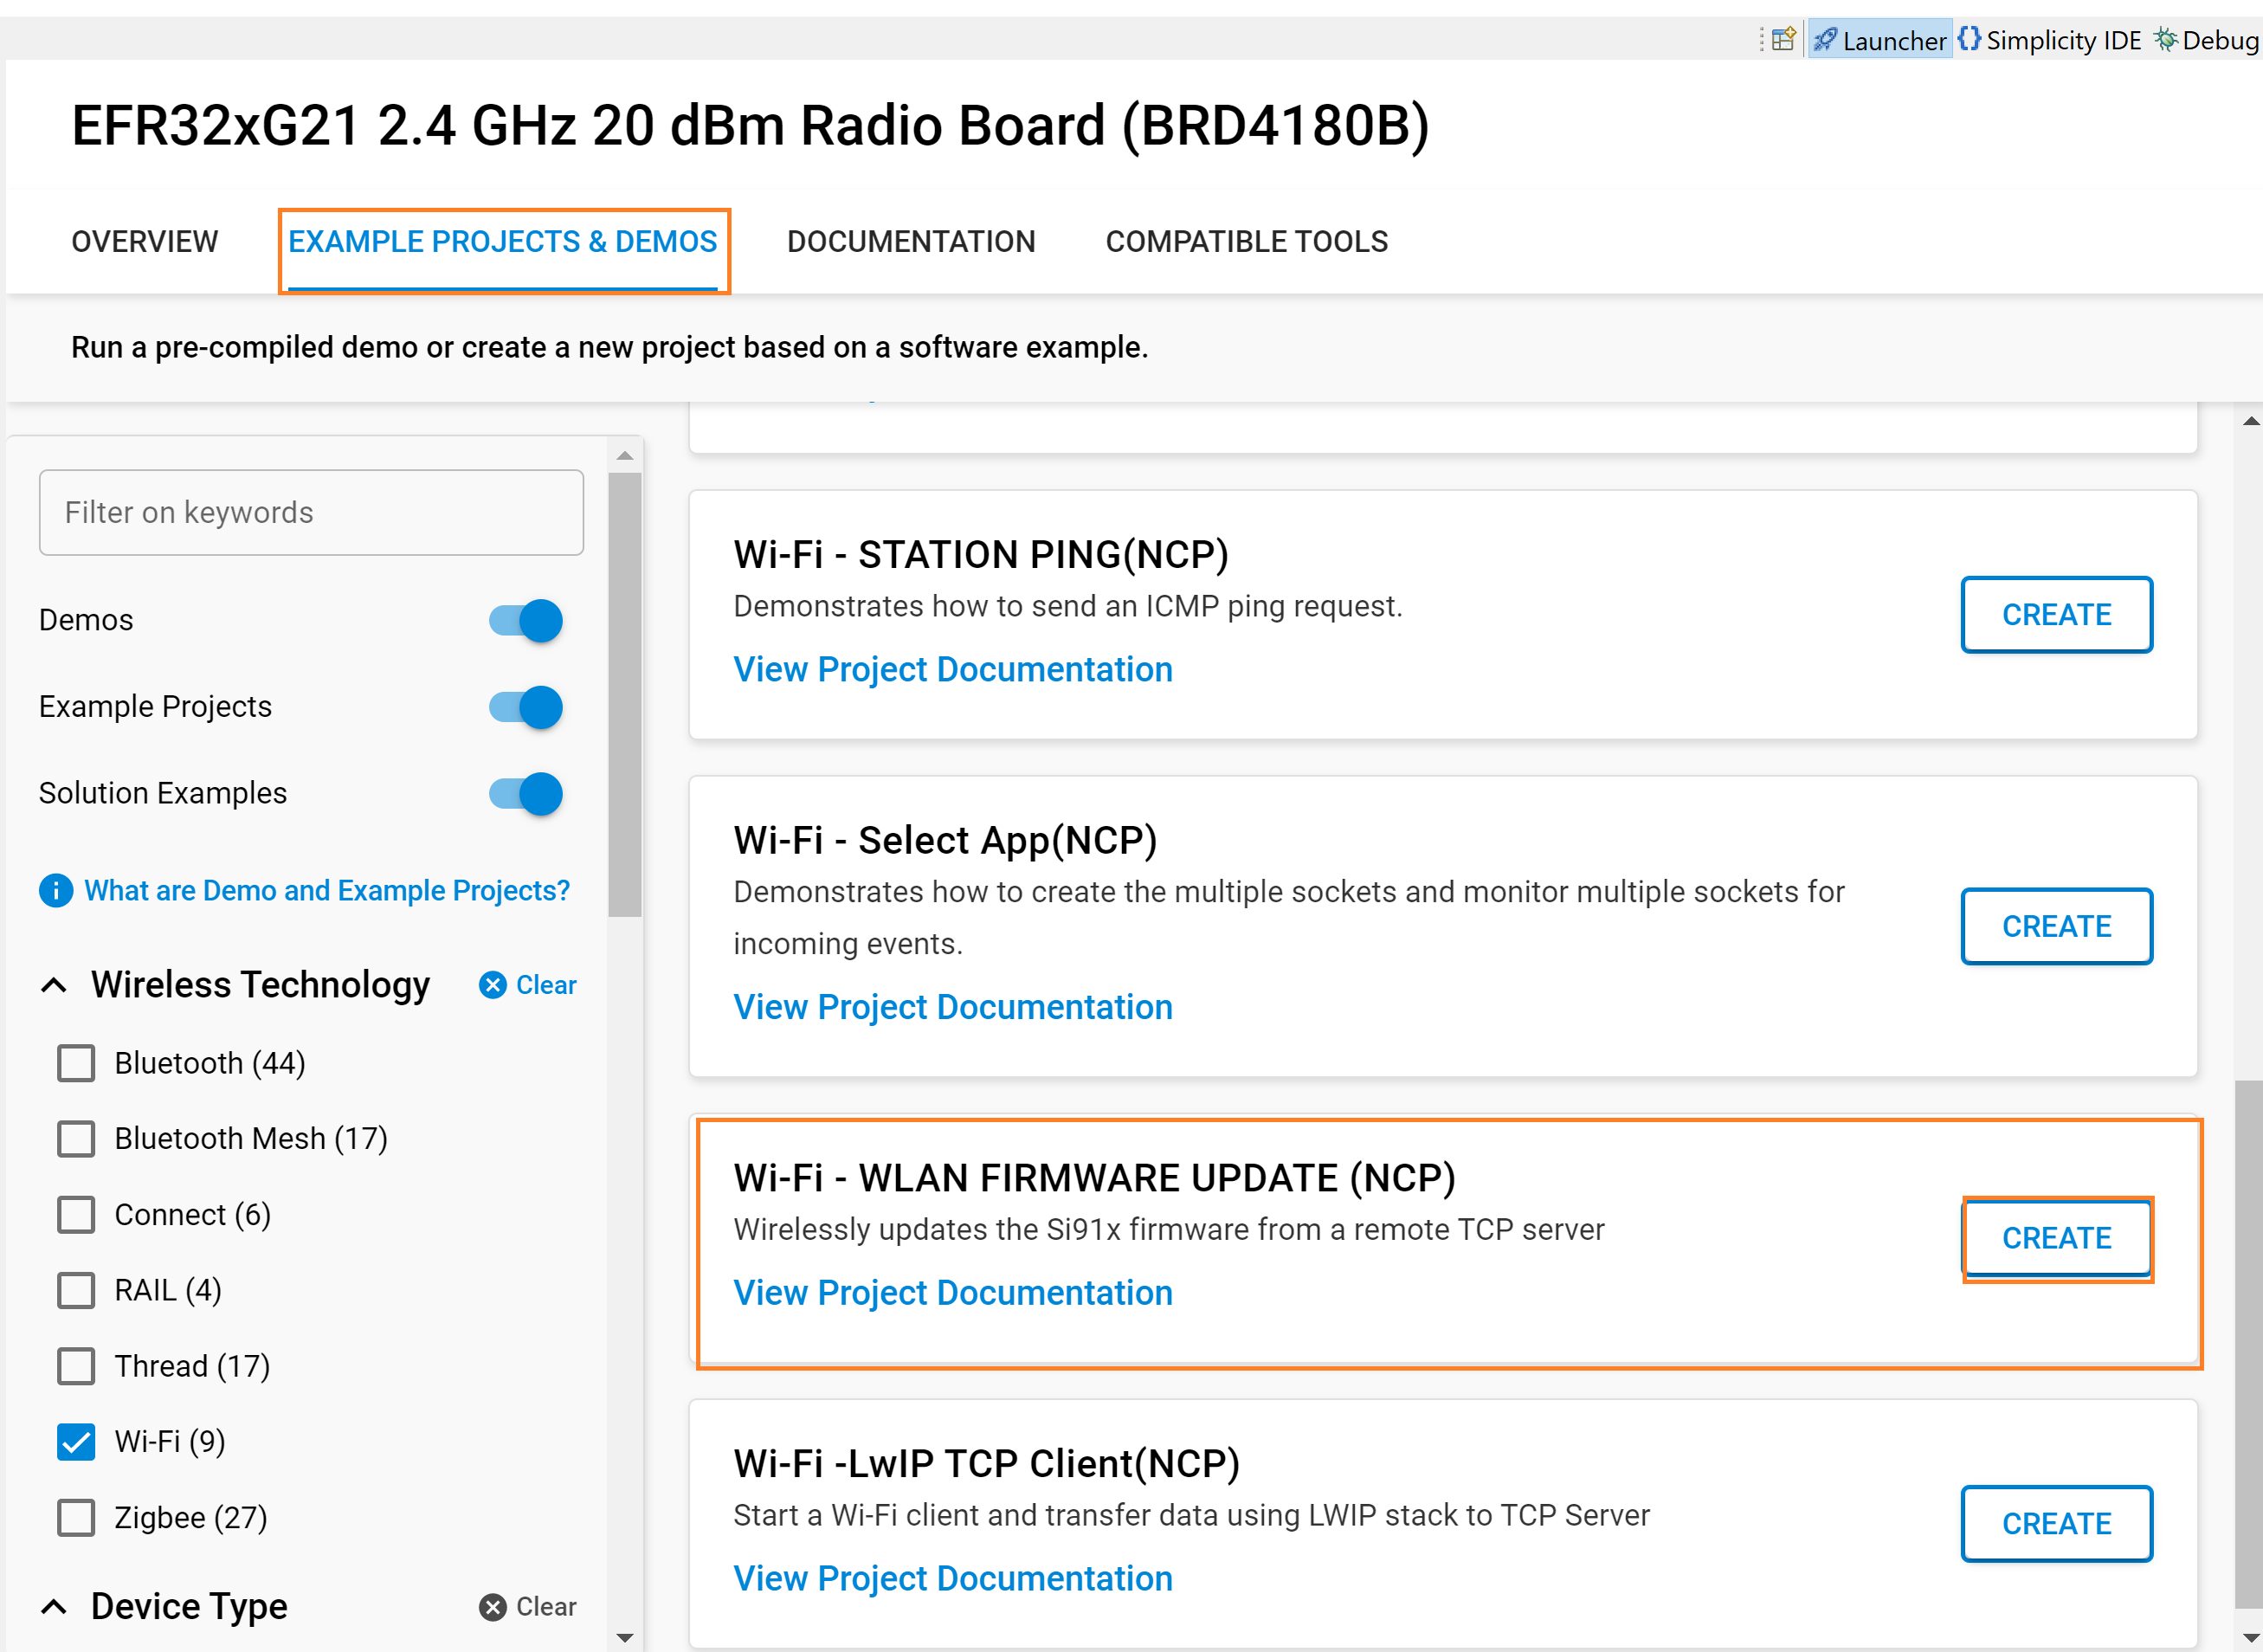 Launcher {} Simplicity IDE Debug
EFR32xG21 2.4 GHz 20 dBm Radio Board (BRD4180B)
OVERVIEW EXAMPLE PROJECTS & DEMOS DOCUMENTATION COMPATIBLE TOOLS
Run a pre-compiled demo or create a new project based on a software example.
Filter on keywords
Demos
Example Projects
Solution Examples
What are Demo and Example Projects?
Wireless Technology Clear
Bluetooth (44)
Bluetooth Mesh (17)
Connect (6)
RAIL (4)
Thread (17)
Wi-Fi (9)
Zigbee (27)
Device Type Clear
Wi-Fi - STATION PING(NCP)
Demonstrates how to send an ICMP ping request.
View Project Documentation
CREATE
Wi-Fi - Select App(NCP)
Demonstrates how to create the multiple sockets and monitor multiple sockets for
incoming events.
View Project Documentation
CREATE
Wi-Fi - WLAN FIRMWARE UPDATE (NCP)
Wirelessly updates the Si91x firmware from a remote TCP server
View Project Documentation
CREATE
Wi-Fi -LwIP TCP Client(NCP)
Start a Wi-Fi client and transfer data using LWIP stack to TCP Server
View Project Documentation
CREATE